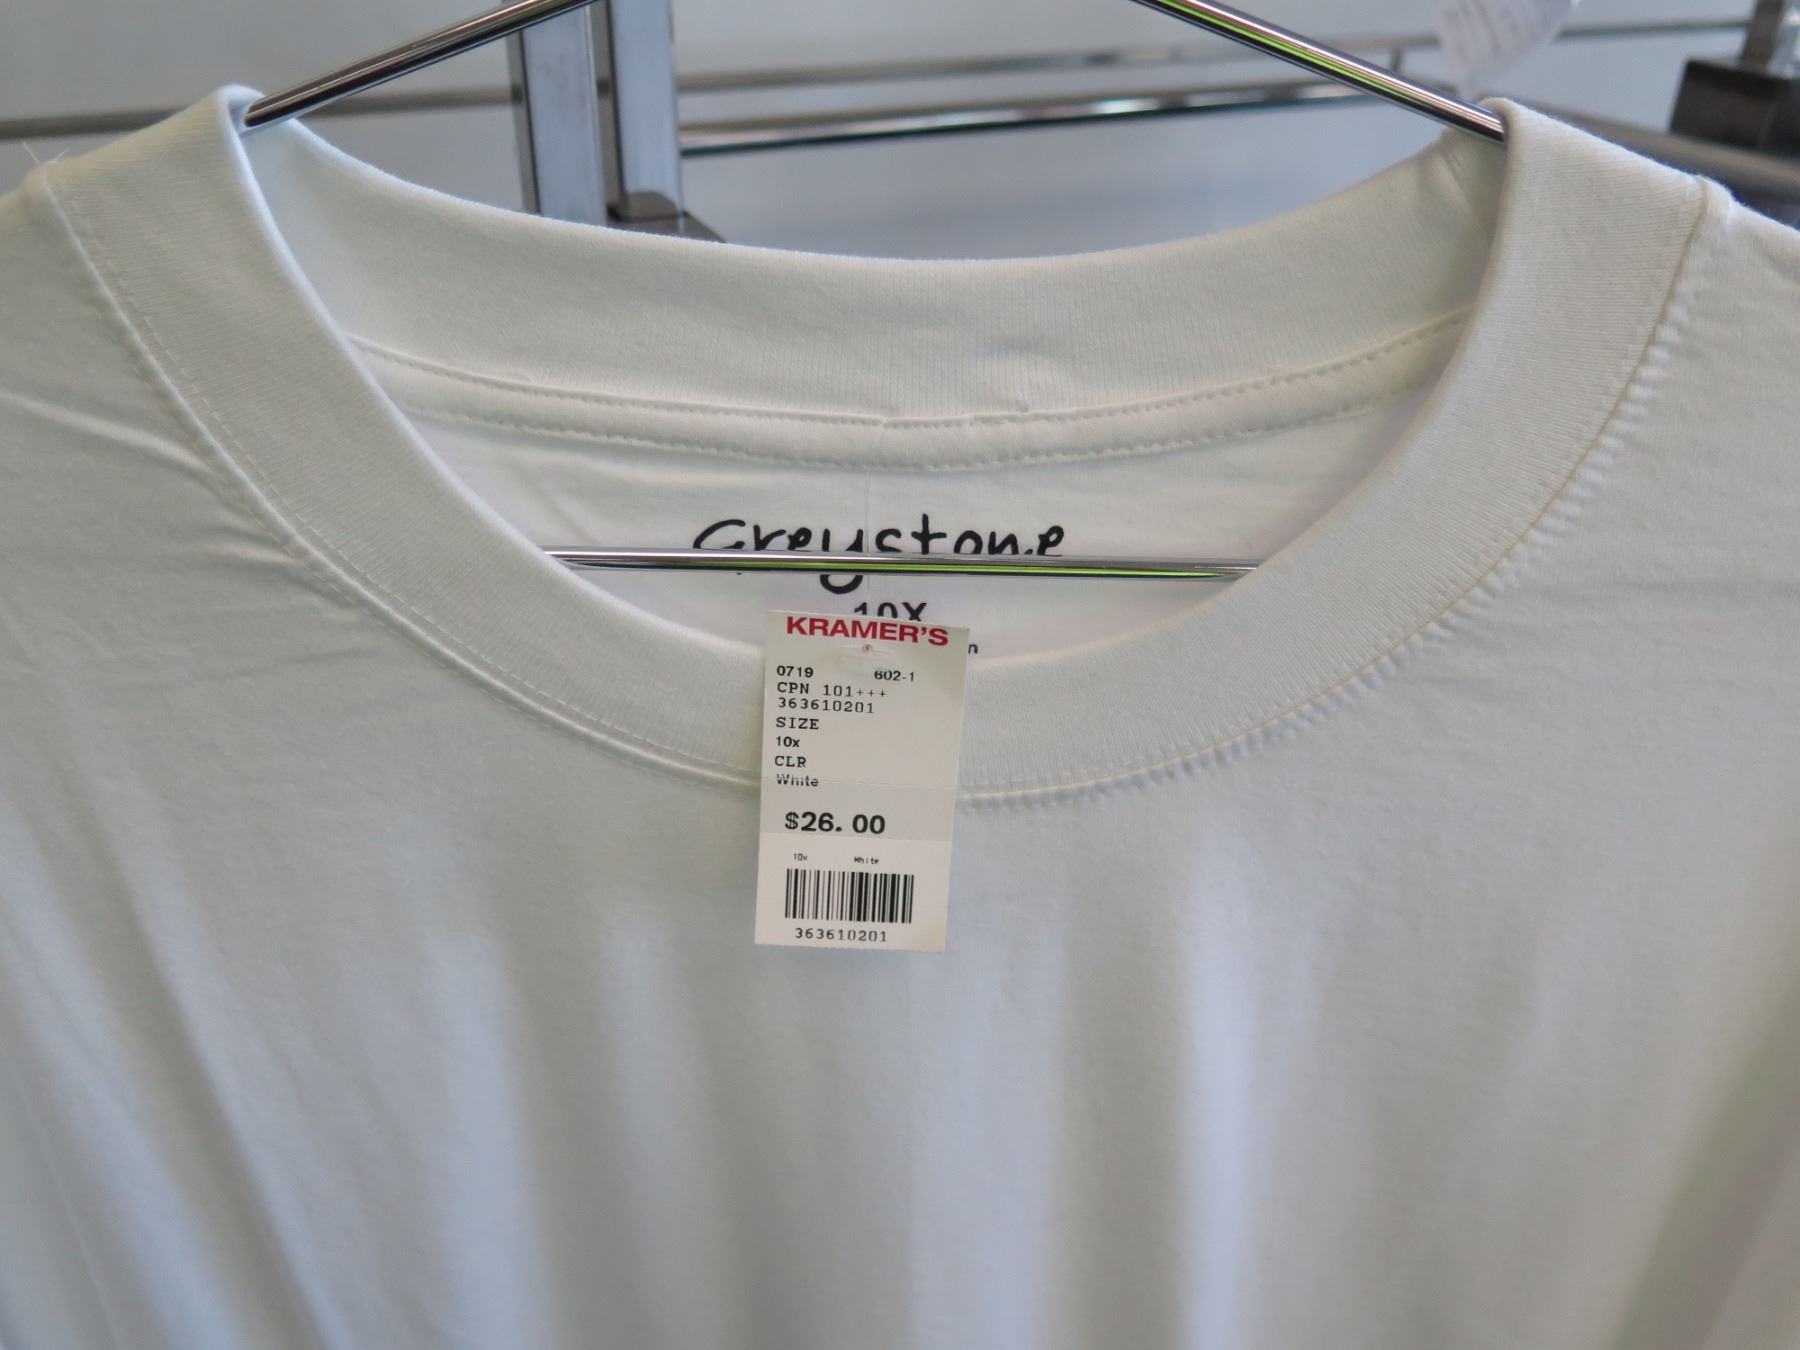 Greystone
10X
KRAMER'S
0719 602-1
CPN 101+++
363610201
SIZE
10x
CLR
White
$26.00
10x White
363610201